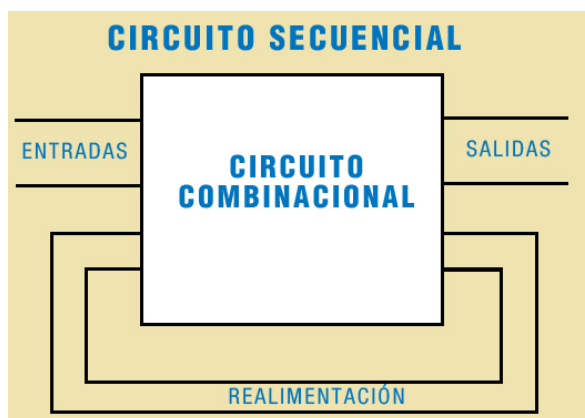 CIRCUITO SECUENCIAL
ENTRADAS
CIRCUITO
COMBINACIONAL
SALIDAS
REALIMENTACIÓN